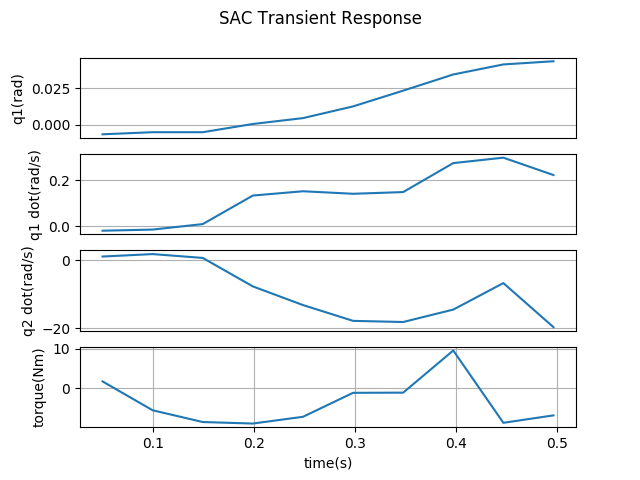 SAC Transient Response
q1(rad)
0.025
0.000
q1 dot(rad/s)
0.2
0.0
q2 dot(rad/s)
0
−20
torque(Nm)
10
0
0.1 0.2 0.3 0.4 0.5
time(s)